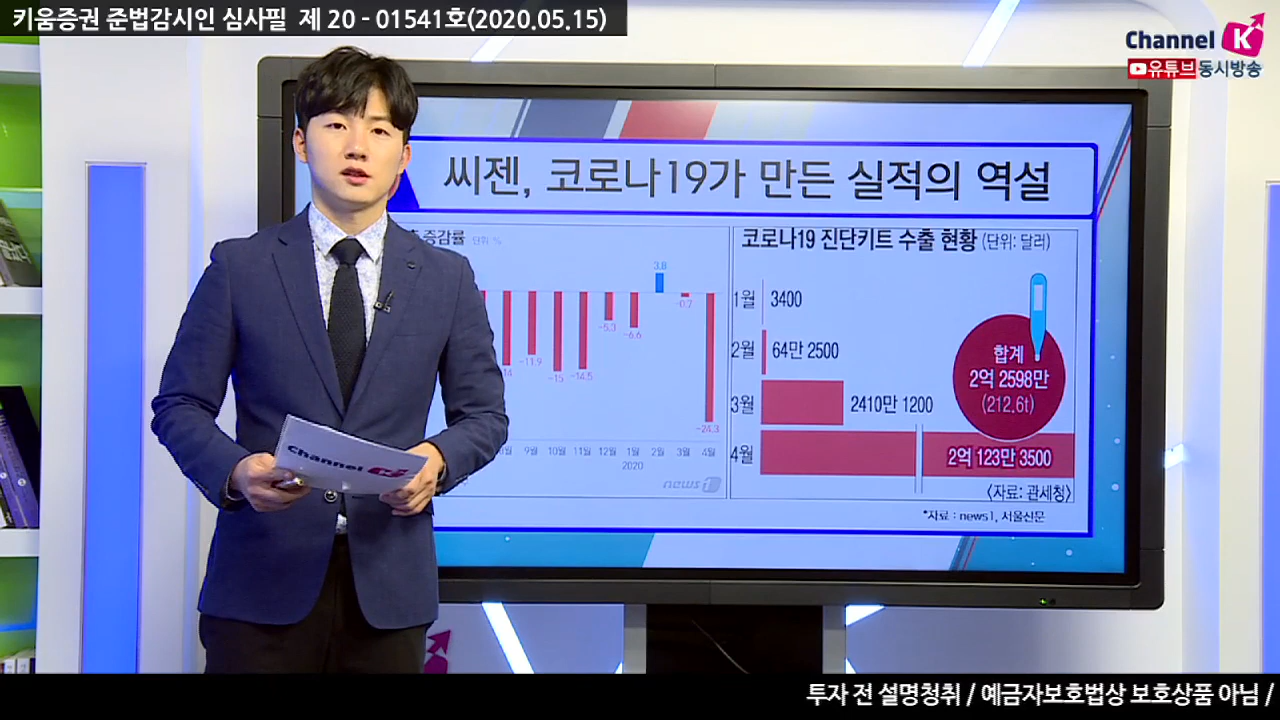 키움증권 준법감시인 심사필 제 20 - 01541호(2020.05.15)
Channel K
유튜브동시방송
씨젠, 코로나19가 만든 실적의 역설
증감률 단위 %
3.8
-0.7
-5.3
-6.6
-11.9
14
-15
-14.5
-24.3
9월 10월 11월 12월 1월 2월 3월 4월
2020
news1
코로나19 진단키트 수출 현황 (단위: 달러)
1월 3400
2월 64만 2500
3월 2410만 1200
4월 2억 123만 3500
합계
2억 2598만
(212.6t)
〈자료: 관세청〉
*자료 : news1, 서울신문
Channel K
투자 전 설명청취 / 예금자보호법상 보호상품 아님 /